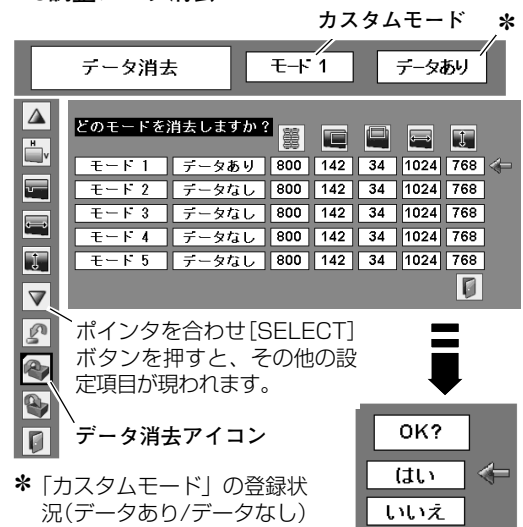 カスタムモード *
データ消去 モード 1 データあり
H
V
どのモードを消去しますか?
モード 1 データあり 800 142 34 1024 768
モード 2 データなし 800 142 34 1024 768
モード 3 データなし 800 142 34 1024 768
モード 4 データなし 800 142 34 1024 768
モード 5 データなし 800 142 34 1024 768
ポインタを合わせ[SELECT]
ボタンを押すと、その他の設
定項目が現われます。
データ消去アイコン
OK?
はい
いいえ
*「カスタムモード」の登録状
況(データあり/データなし)